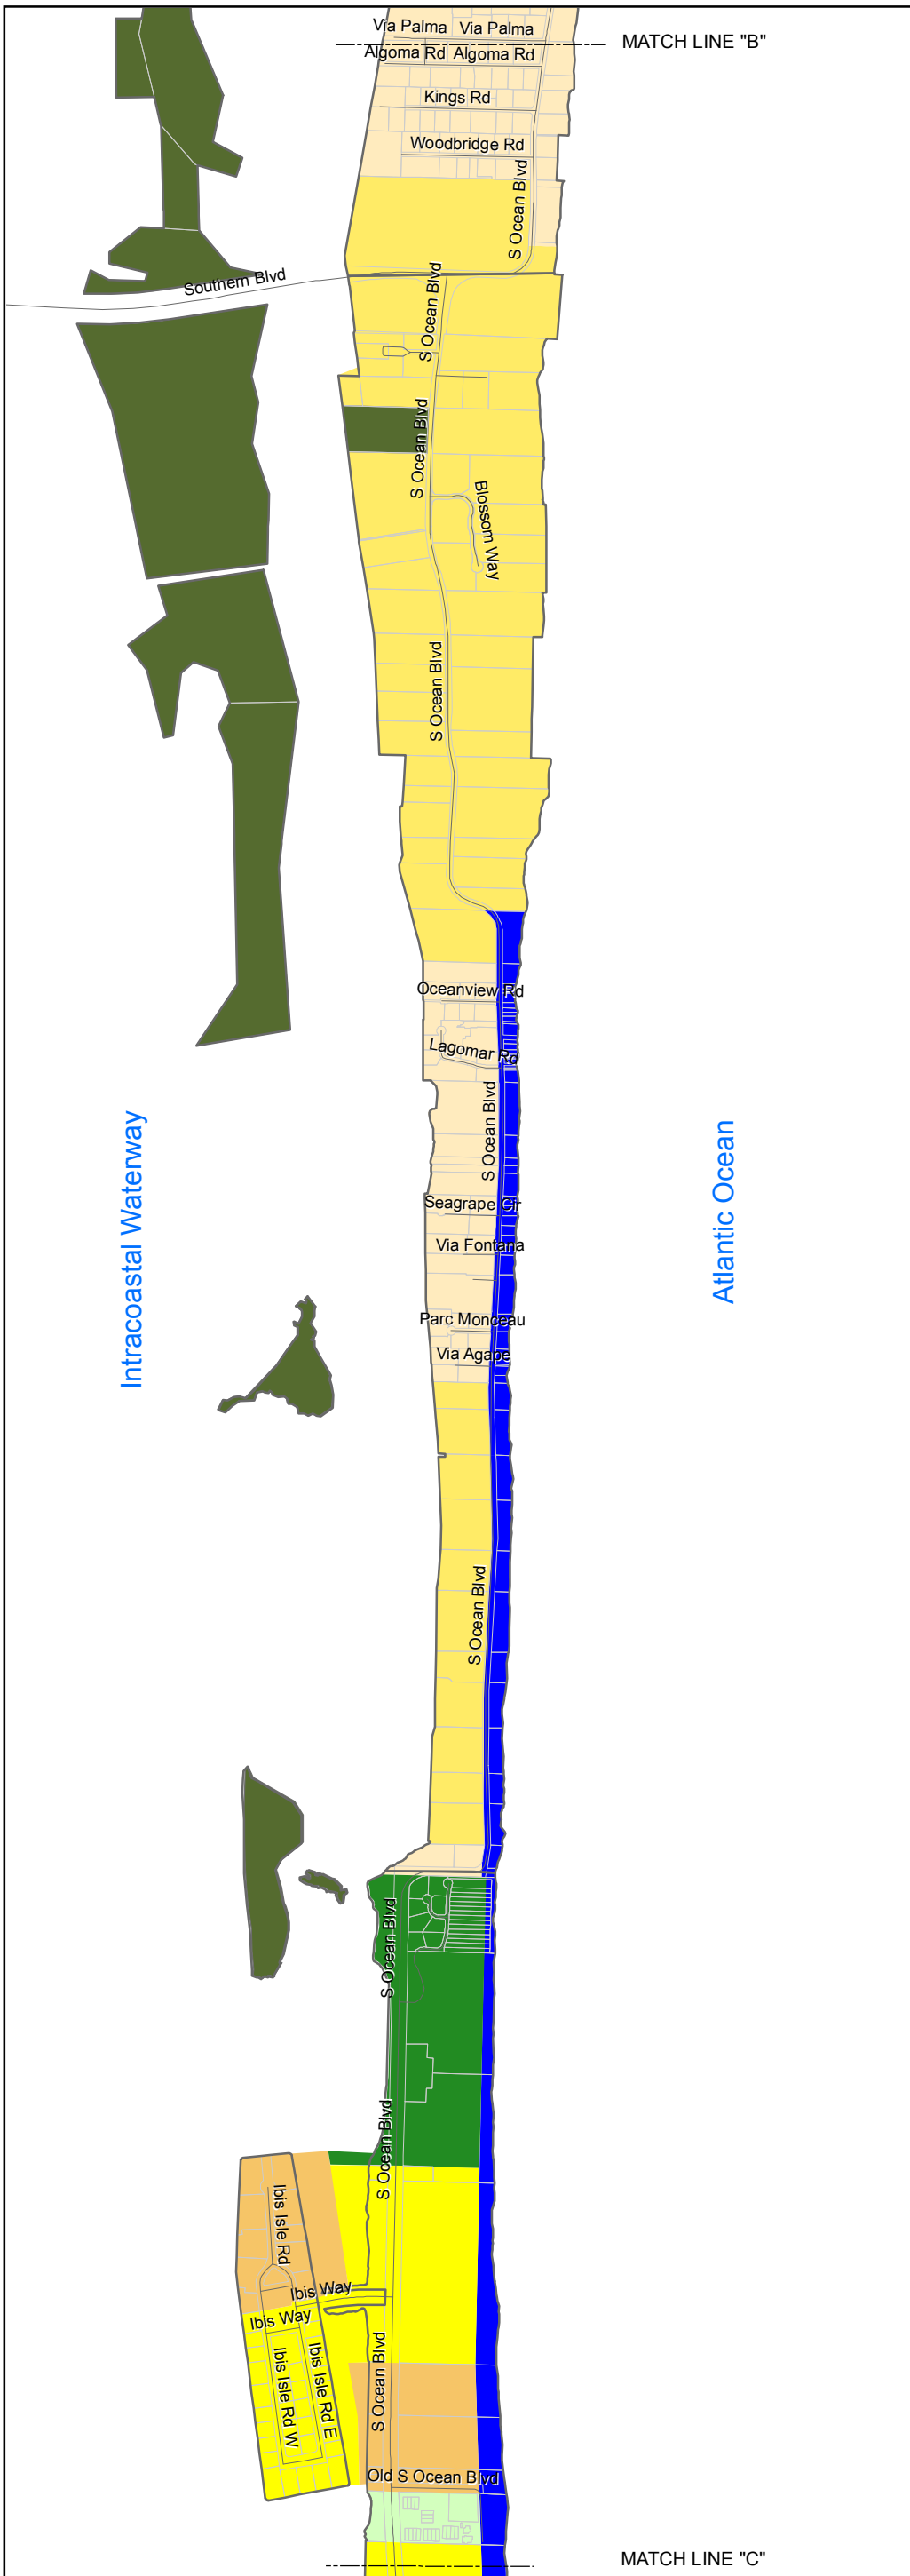 Via Palma Via Palma
MATCH LINE "B"
Algoma Rd Algoma Rd
Kings Rd
Woodbridge Rd
S Ocean Blvd
Southern Blvd
S Ocean Blvd
S Ocean Blvd
Blossom Way
S Ocean Blvd
Oceanview Rd
Lagomar Rd
S Ocean Blvd
Intracoastal Waterway
Atlantic Ocean
Seagrape Cir
Via Fontana
Parc Monceau
Via Agape
S Ocean Blvd
S Ocean Blvd
S Ocean Blvd
Ibis Isle Rd
Ibis Way
Ibis Way
Ibis Isle Rd W
Ibis Isle Rd E
S Ocean Blvd
Old S Ocean Blvd
MATCH LINE "C"